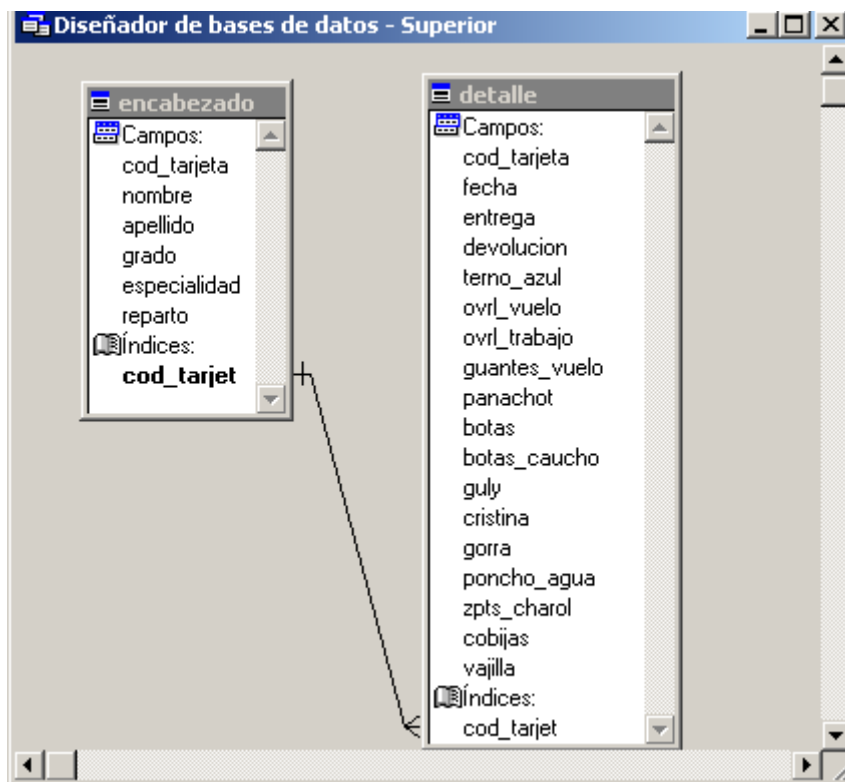 Diseñador de bases de datos - Superior
encabezado
Campos:
cod_tarjeta
nombre
apellido
grado
especialidad
reparto
Índices:
cod_tarjet
detalle
Campos:
cod_tarjeta
fecha
entrega
devolucion
terno_azul
ovrl_vuelo
ovrl_trabajo
guantes_vuelo
panachot
botas
botas_caucho
guly
cristina
gorra
poncho_agua
zpts_charol
cobijas
vajilla
Índices:
cod_tarjet